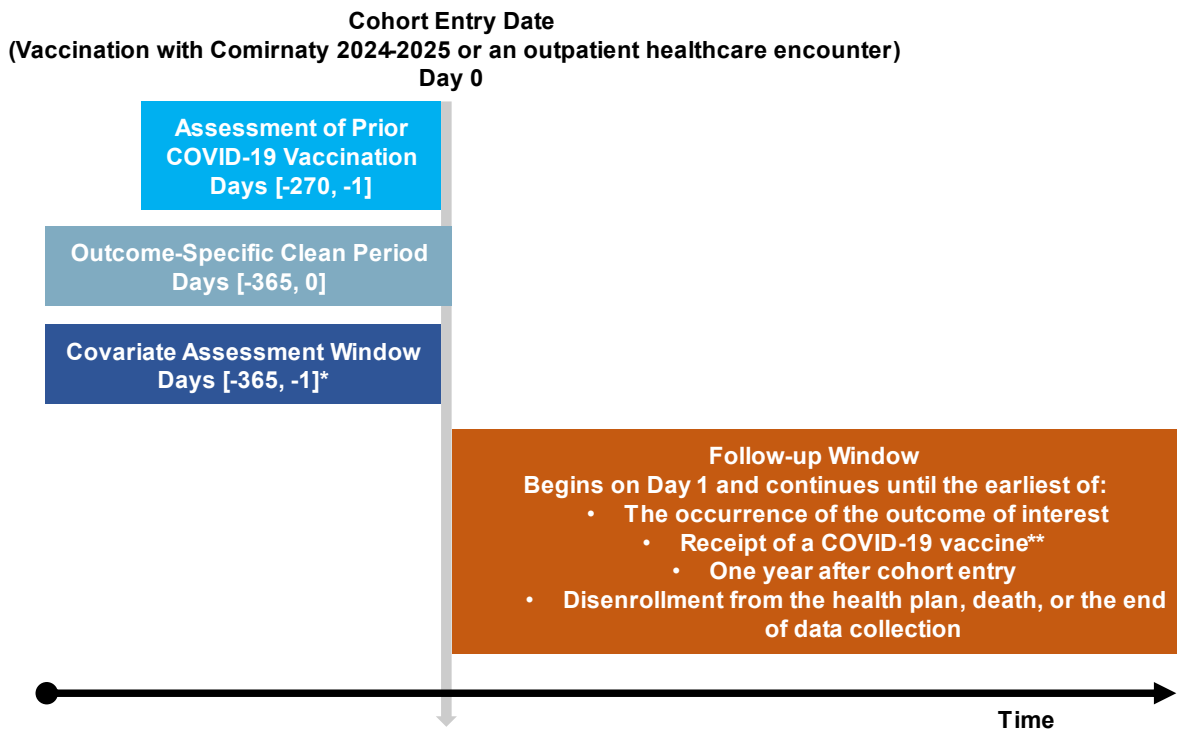 Cohort Entry Date
(Vaccination with Comirnaty 2024-2025 or an outpatient healthcare encounter)
Day 0
Assessment of Prior
COVID-19 Vaccination
Days [-270, -1]
Outcome-Specific Clean Period
Days [-365, 0]
Covariate Assessment Window
Days [-365, -1]*
Follow-up Window
Begins on Day 1 and continues until the earliest of:
• The occurrence of the outcome of interest
• Receipt of a COVID-19 vaccine**
• One year after cohort entry
• Disenrollment from the health plan, death, or the end
of data collection
Time